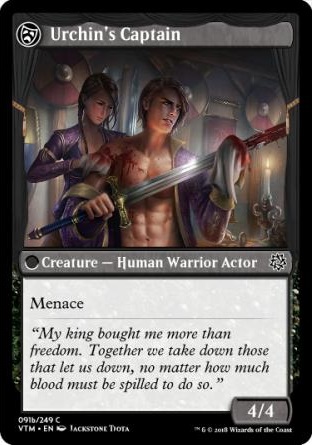 Urchin's Captain
Creature — Human Warrior Actor
Menace
“My king bought me more than
freedom. Together we take down those
that let us down, no matter how much
blood must be spilled to do so.”
4/4
091b/249 C
VTM • EN Jackstone Tiota
™ & © 2018 Wizards of the Coast